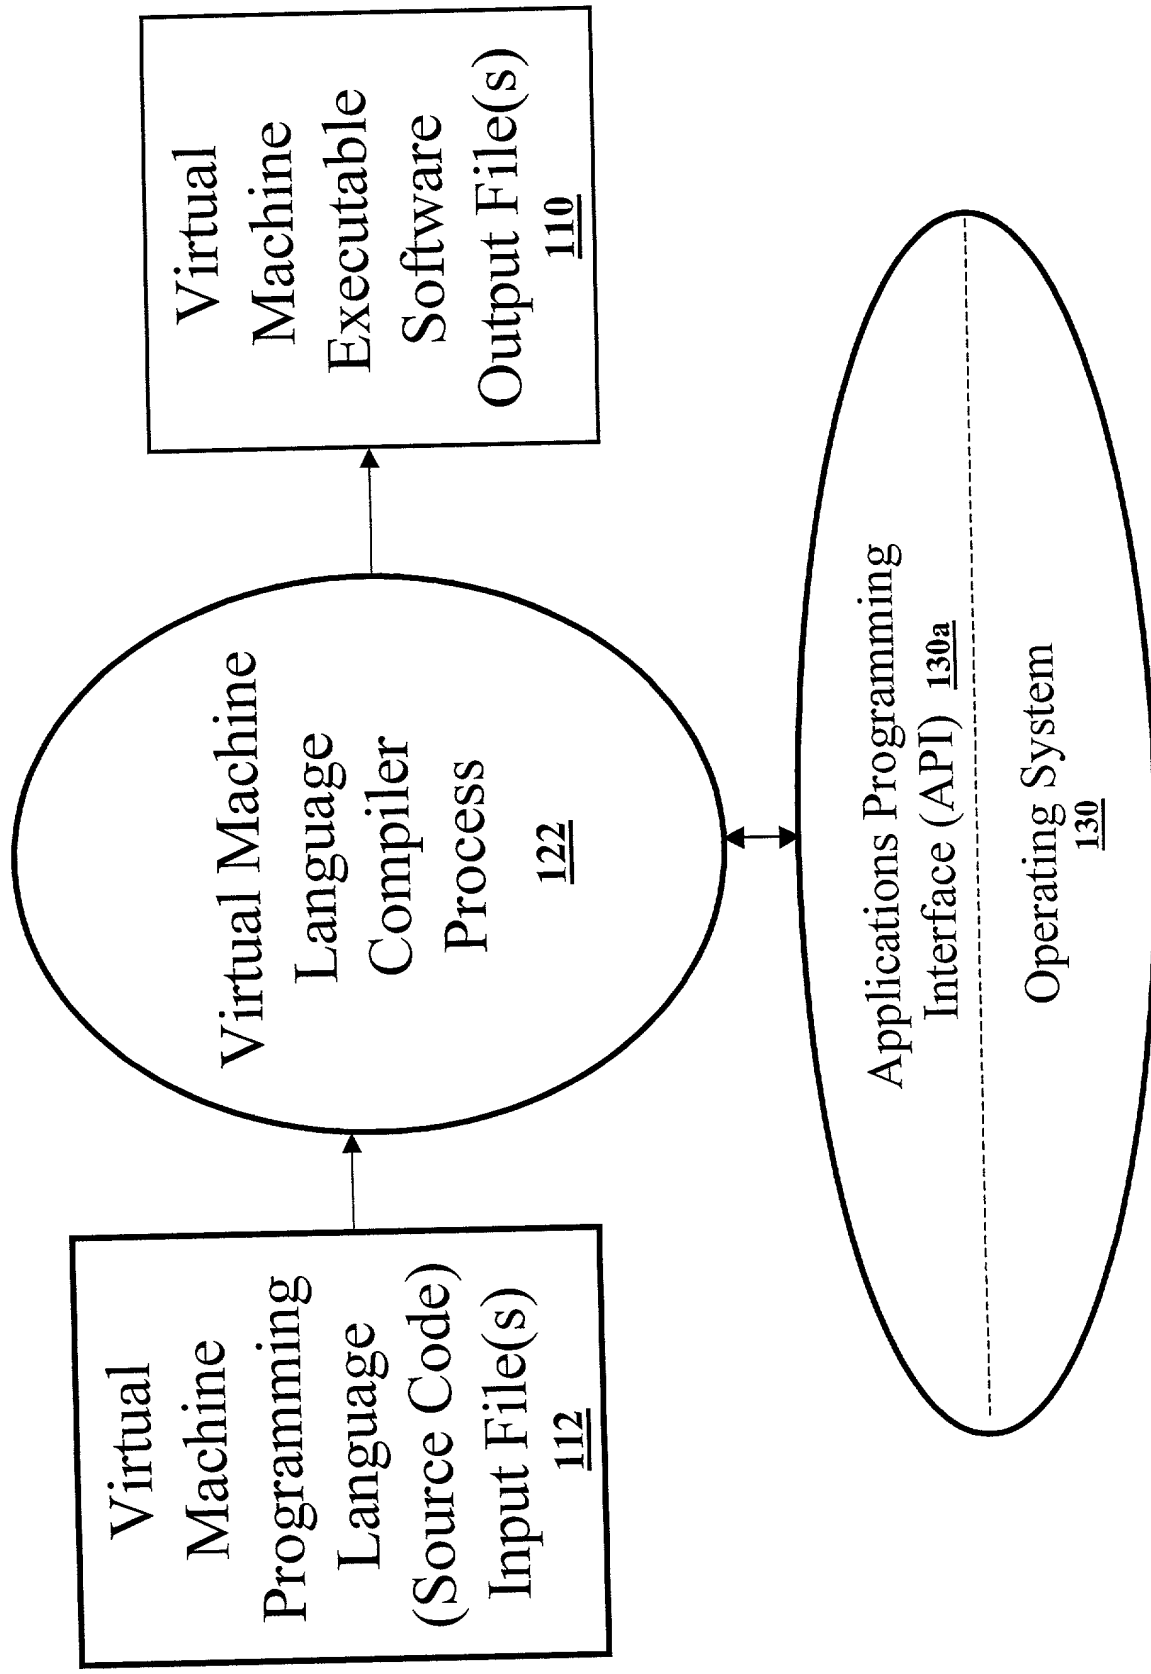 Virtual
Machine
Programming
Language
(Source Code)
Input File(s)
112
Virtual Machine
Language
Compiler
Process
122
Virtual
Machine
Executable
Software
Output File(s)
110
Applications Programming
Interface (API) 130a
Operating System
130